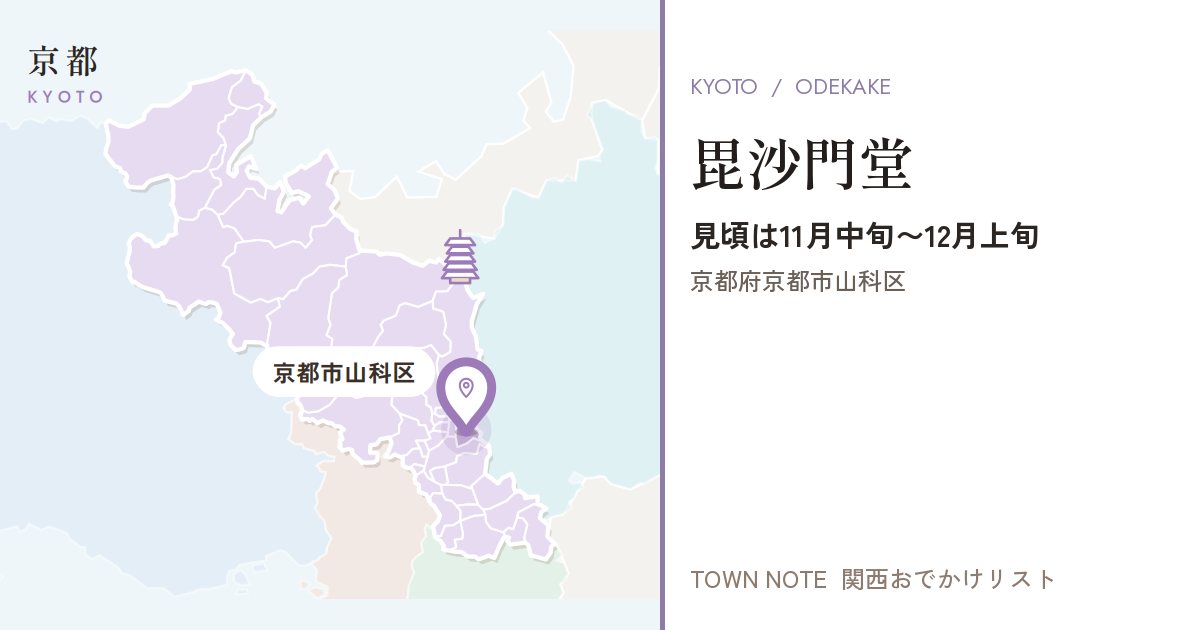 京都
KYOTO
京都市山科区
KYOTO / ODEKAKE
毘沙門堂
見頃は11月中旬〜12月上旬
京都府京都市山科区
TOWN NOTE 関西おでかけリスト